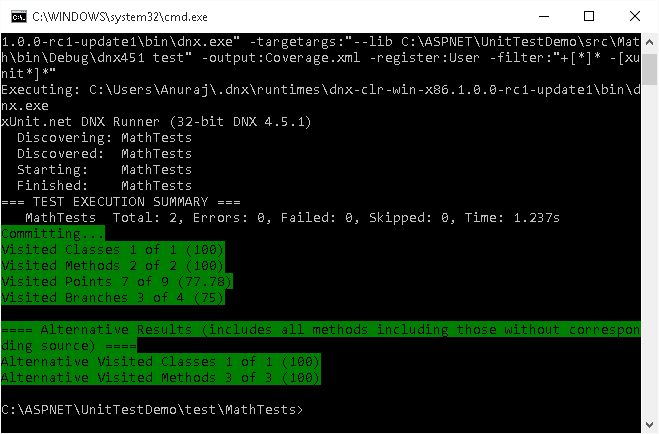 C:\WINDOWS\system32\cmd.exe
1.0.0-rc1-update1\bin\dnx.exe" -targetargs:"--lib C:\ASPNET\UnitTestDemo\src\Mat
h\bin\Debug\dnx451 test" -output:Coverage.xml -register:User -filter:"+[*]* -[xu
nit*]*"
Executing: C:\Users\Anuraj\.dnx\runtimes\dnx-clr-win-x86.1.0.0-rc1-update1\bin\d
nx.exe
xUnit.net DNX Runner (32-bit DNX 4.5.1)
  Discovering: MathTests
  Discovered:  MathTests
  Starting:    MathTests
  Finished:    MathTests
=== TEST EXECUTION SUMMARY ===
   MathTests  Total: 2, Errors: 0, Failed: 0, Skipped: 0, Time: 1.237s
Committing...
Visited Classes 1 of 1 (100)
Visited Methods 2 of 2 (100)
Visited Points 7 of 9 (77.78)
Visited Branches 3 of 4 (75)
==== Alternative Results (includes all methods including those without correspon
ding source) ====
Alternative Visited Classes 1 of 1 (100)
Alternative Visited Methods 3 of 3 (100)
C:\ASPNET\UnitTestDemo\test\MathTests>